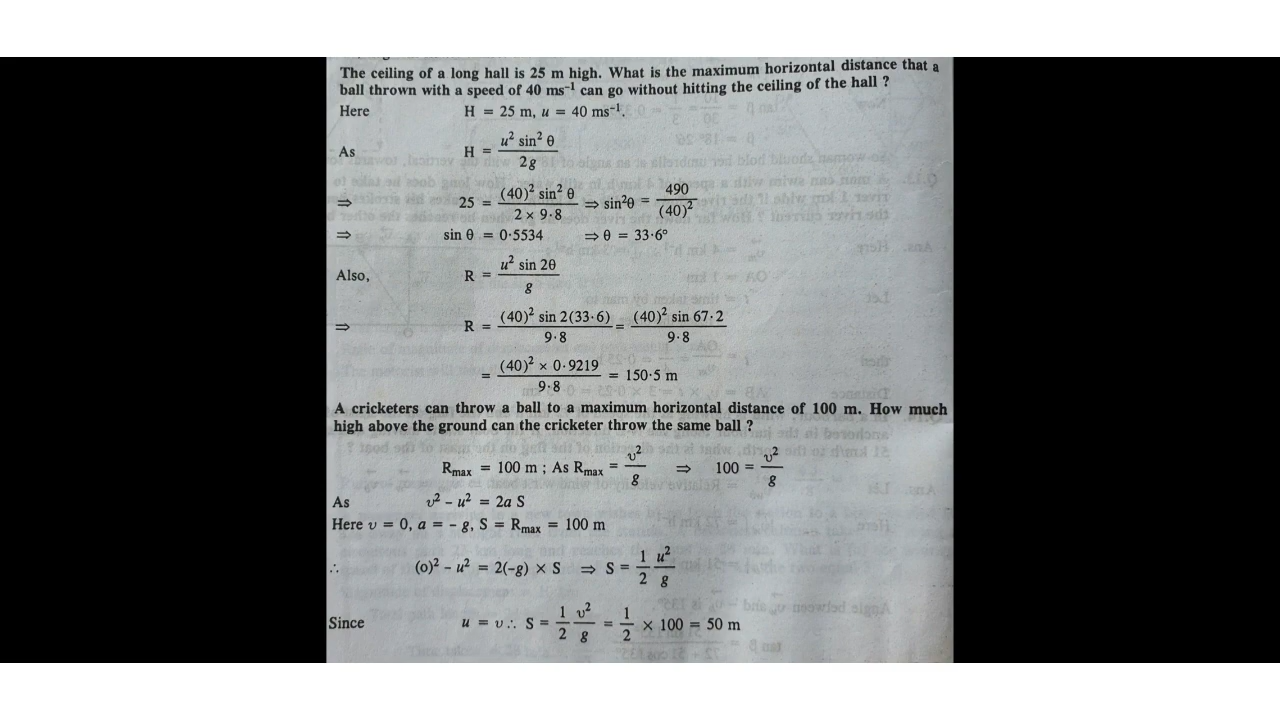 The ceiling of a long hall is 25 m high. What is the maximum horizontal distance that a
ball thrown with a speed of 40 ms⁻¹ can go without hitting the ceiling of the hall ?
Here H = 25 m, u = 40 ms⁻¹.
As H = u² sin² θ / 2g
⇒ 25 = (40)² sin² θ / 2 × 9·8 ⇒ sin²θ = 490 / (40)²
⇒ sin θ = 0·5534 ⇒ θ = 33·6°
Also, R = u² sin 2θ / g
⇒ R = (40)² sin 2(33·6) / 9·8 = (40)² sin 67·2 / 9·8
= (40)² × 0·9219 / 9·8 = 150·5 m
A cricketers can throw a ball to a maximum horizontal distance of 100 m. How much
high above the ground can the cricketer throw the same ball ?
Rmax = 100 m ; As Rmax = υ² / g ⇒ 100 = υ² / g
As υ² – u² = 2a S
Here υ = 0, a = – g, S = Rmax = 100 m
∴ (o)² – u² = 2(–g) × S ⇒ S = 1/2 u²/g
Since u = υ ∴ S = 1/2 υ²/g = 1/2 × 100 = 50 m